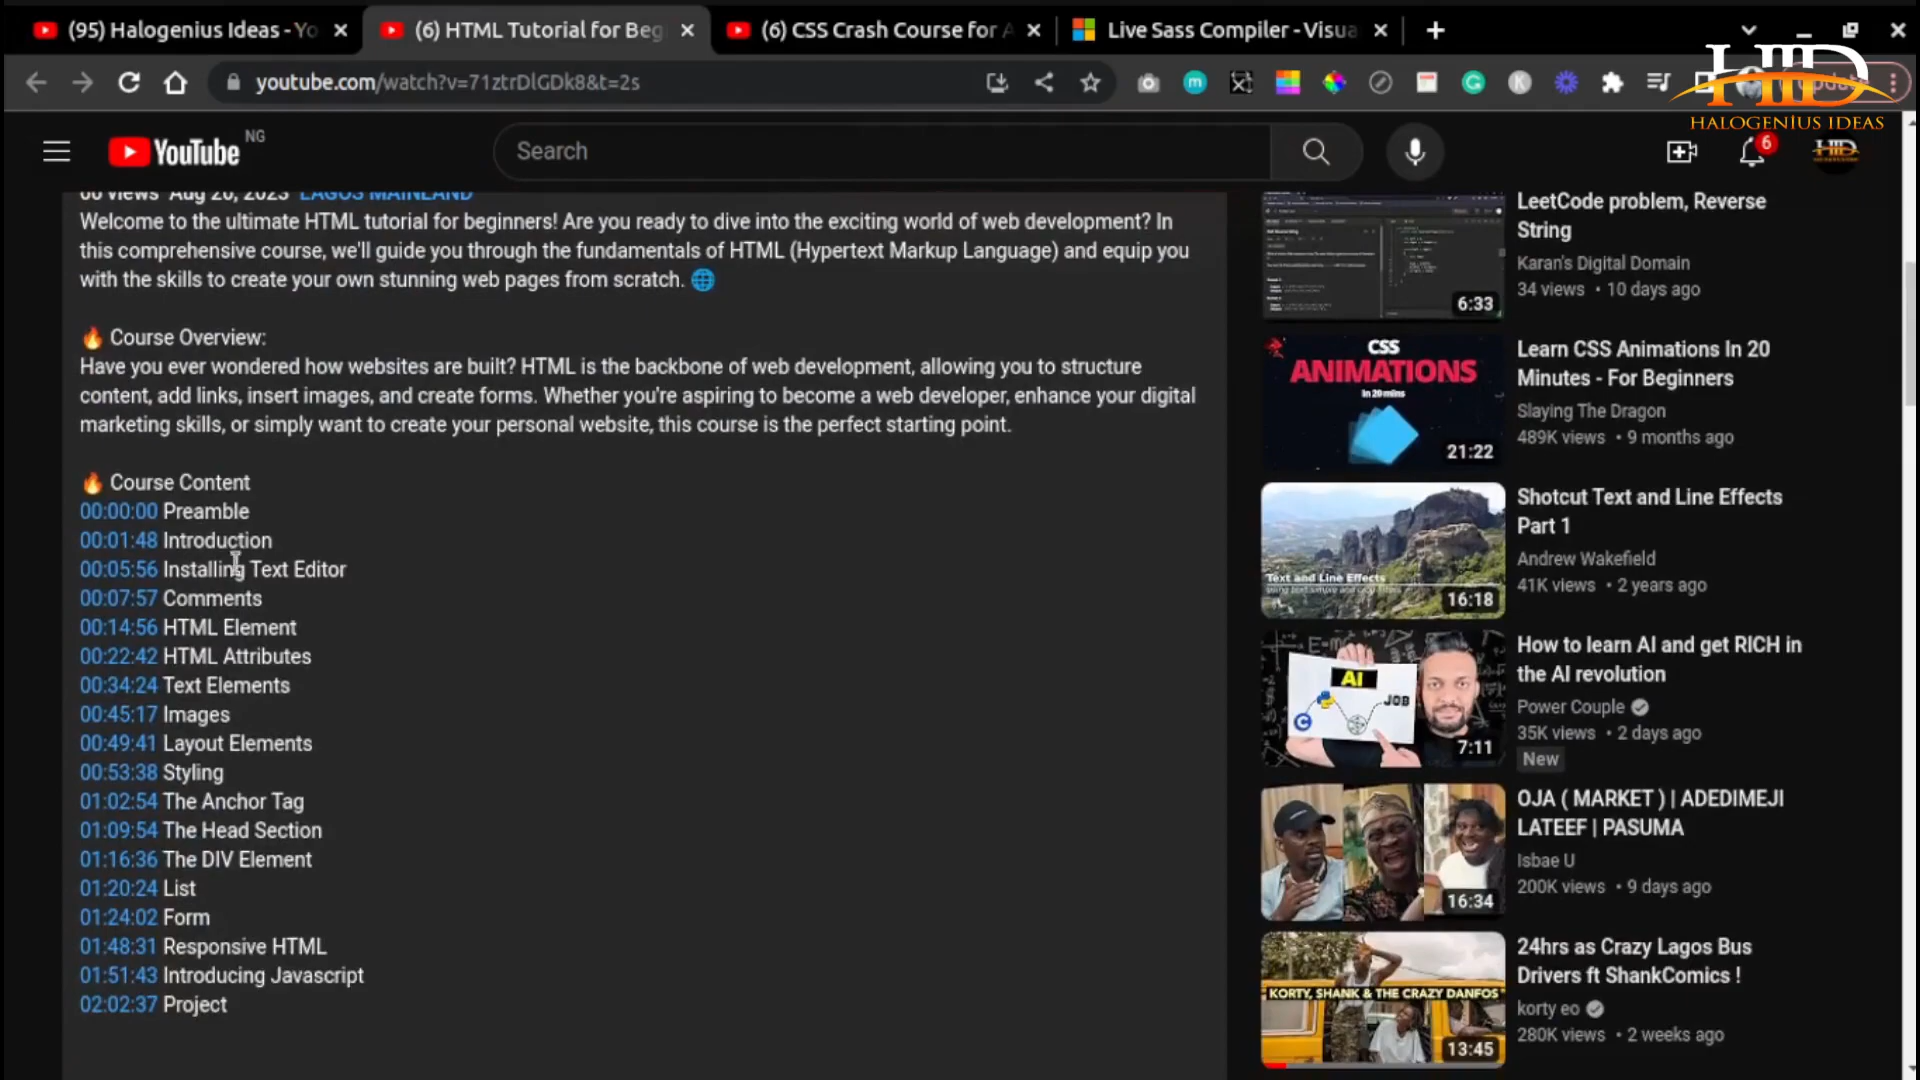 (95) Halogenius Ideas - Yo
(6) HTML Tutorial for Beg
(6) CSS Crash Course for A
Live Sass Compiler - Visua
youtube.com/watch?v=71ztrDlGDk8&t=2s
HID
HALOGENIUS IDEAS
YouTube NG
Search
6
66 views Aug 26, 2023 LAGOS MAINLAND
Welcome to the ultimate HTML tutorial for beginners! Are you ready to dive into the exciting world of web development? In
this comprehensive course, we'll guide you through the fundamentals of HTML (Hypertext Markup Language) and equip you
with the skills to create your own stunning web pages from scratch. 🌐
🔥 Course Overview:
Have you ever wondered how websites are built? HTML is the backbone of web development, allowing you to structure
content, add links, insert images, and create forms. Whether you're aspiring to become a web developer, enhance your digital
marketing skills, or simply want to create your personal website, this course is the perfect starting point.
🔥 Course Content
00:00:00 Preamble
00:01:48 Introduction
00:05:56 Installing Text Editor
00:07:57 Comments
00:14:56 HTML Element
00:22:42 HTML Attributes
00:34:24 Text Elements
00:45:17 Images
00:49:41 Layout Elements
00:53:38 Styling
01:02:54 The Anchor Tag
01:09:54 The Head Section
01:16:36 The DIV Element
01:20:24 List
01:24:02 Form
01:48:31 Responsive HTML
01:51:43 Introducing Javascript
02:02:37 Project
6:33
LeetCode problem, Reverse
String
Karan's Digital Domain
34 views • 10 days ago
CSS
ANIMATIONS
in 20 mins
21:22
Learn CSS Animations In 20
Minutes - For Beginners
Slaying The Dragon
489K views • 9 months ago
Text and Line Effects
16:18
Shotcut Text and Line Effects
Part 1
Andrew Wakefield
41K views • 2 years ago
AI
JOB
C
7:11
How to learn AI and get RICH in
the AI revolution
Power Couple
35K views • 2 days ago
New
16:34
OJA ( MARKET ) | ADEDIMEJI
LATEEF | PASUMA
Isbae U
200K views • 9 days ago
KORTY, SHANK & THE CRAZY DANFOS
13:45
24hrs as Crazy Lagos Bus
Drivers ft ShankComics !
korty eo
280K views • 2 weeks ago